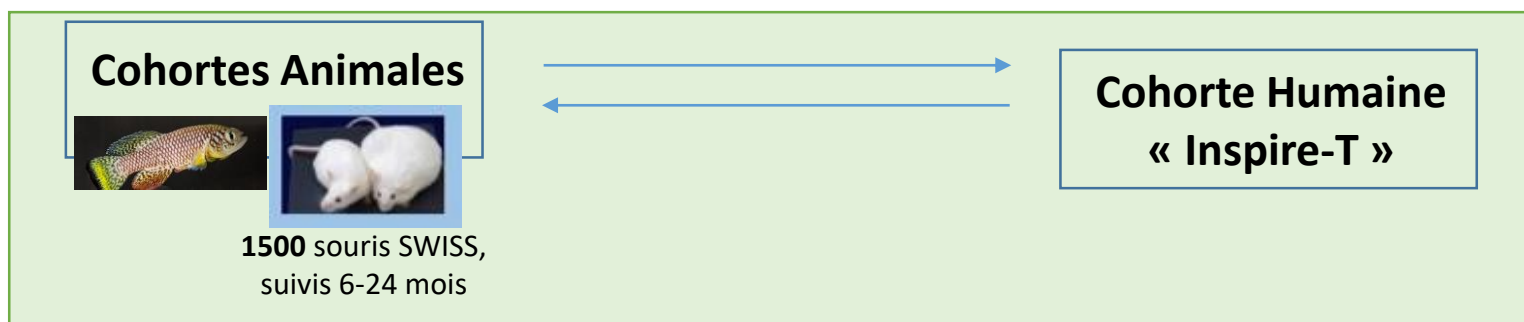 Cohortes Animales
1500 souris SWISS,
suivis 6-24 mois
Cohorte Humaine
« Inspire-T »